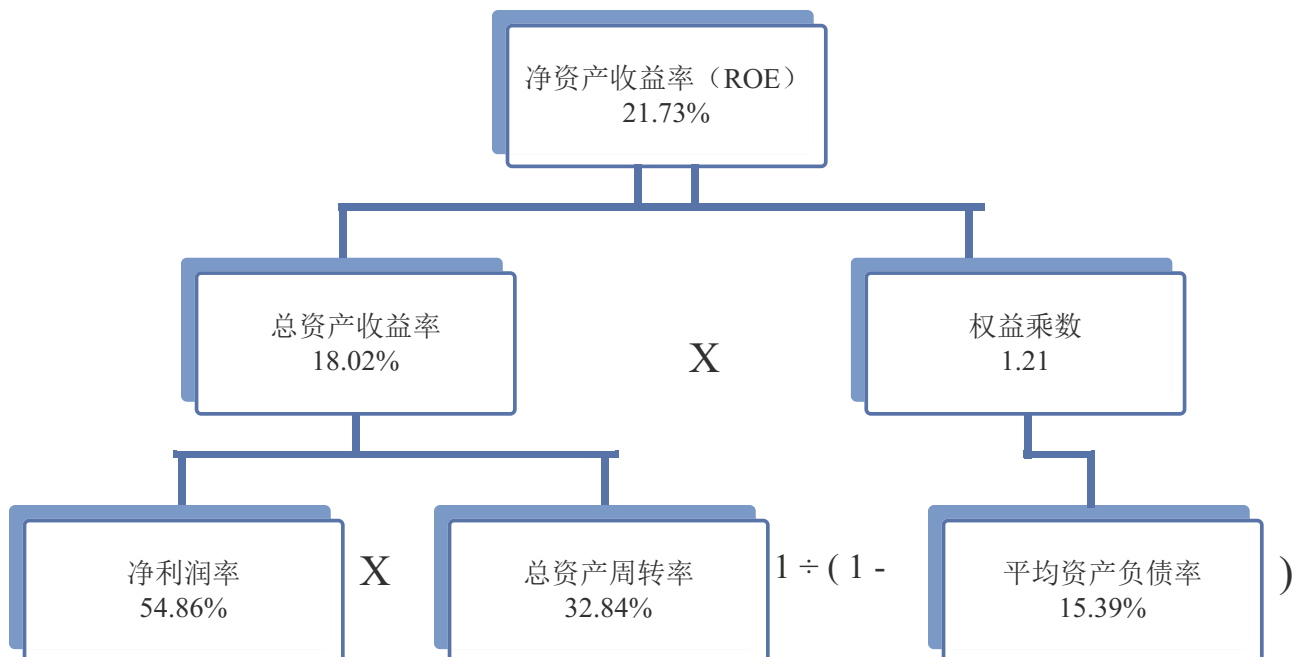 净资产收益率（ROE）
21.73%
总资产收益率
18.02%
X
权益乘数
1.21
净利润率
54.86%
X
总资产周转率
32.84%
1 ÷ ( 1 -
平均资产负债率
15.39%
)